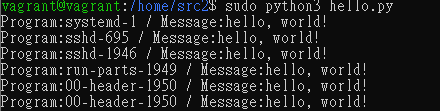 vagrant@vagrant:/home/src2$ sudo python3 hello.py
Program:systemd-1 / Message:hello, world!
Program:sshd-695 / Message:hello, world!
Program:sshd-1946 / Message:hello, world!
Program:run-parts-1949 / Message:hello, world!
Program:00-header-1950 / Message:hello, world!
Program:00-header-1950 / Message:hello, world!